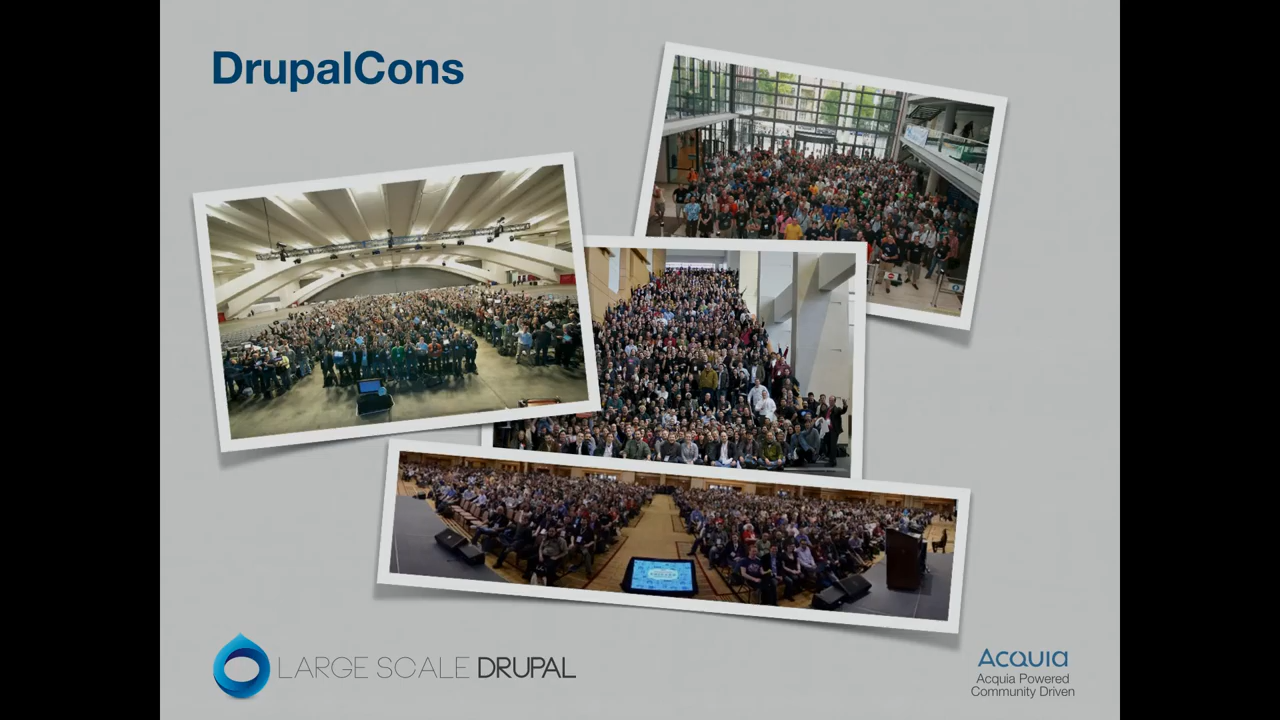 DrupalCons
LARGE SCALE DRUPAL
Acquia
Acquia Powered
Community Driven